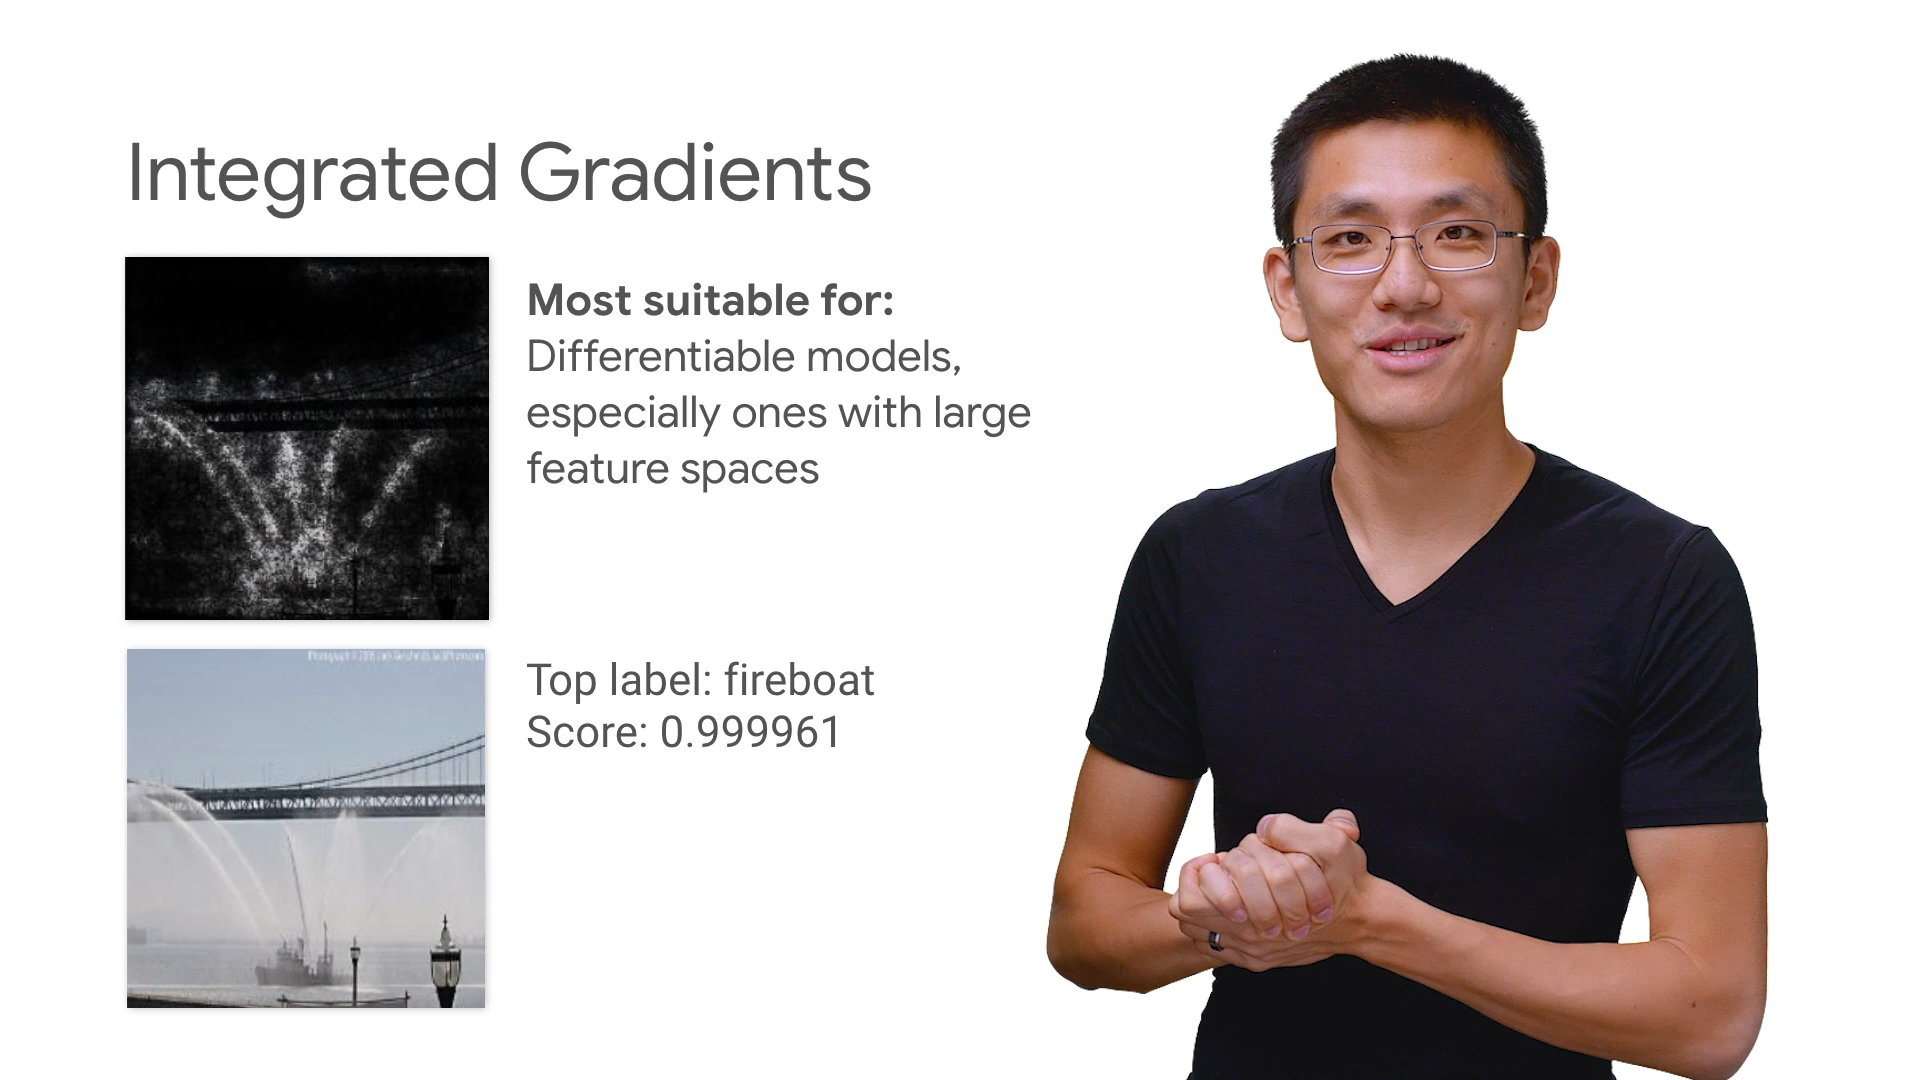 Integrated Gradients
Most suitable for:
Differentiable models,
especially ones with large
feature spaces
Top label: fireboat
Score: 0.999961